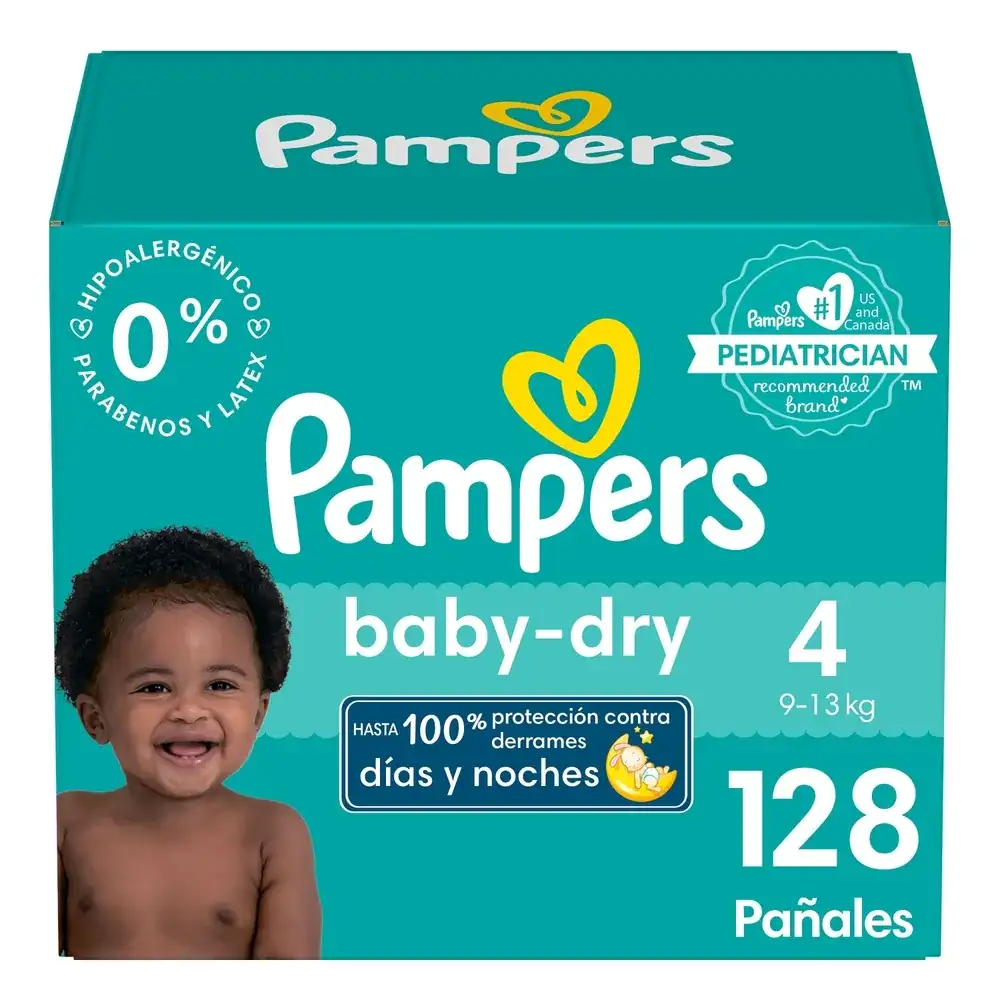 Pampers
HIPOALERGÉNICO
0%
PARABENOS Y LATEX
Pampers #1 US and Canada
PEDIATRICIAN
recommended
brand
TM
Pampers
baby-dry
4
9-13 kg
HASTA 100% protección contra
derrames
días y noches
128
Pañales